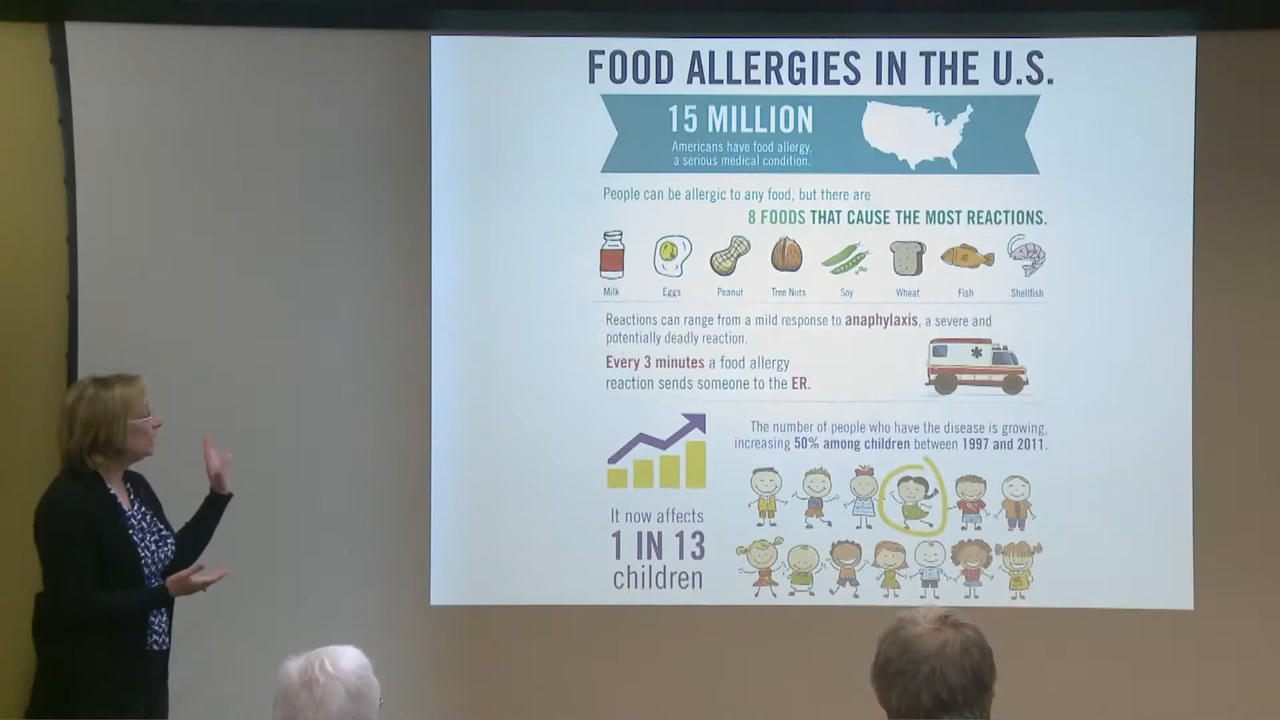 FOOD ALLERGIES IN THE U.S.
15 MILLION
Americans have food allergy,
a serious medical condition.
People can be allergic to any food, but there are
8 FOODS THAT CAUSE THE MOST REACTIONS.
Milk Eggs Peanut Tree Nuts Soy Wheat Fish Shellfish
Reactions can range from a mild response to anaphylaxis, a severe and
potentially deadly reaction.
Every 3 minutes a food allergy
reaction sends someone to the ER.
The number of people who have the disease is growing,
increasing 50% among children between 1997 and 2011.
It now affects
1 IN 13
children